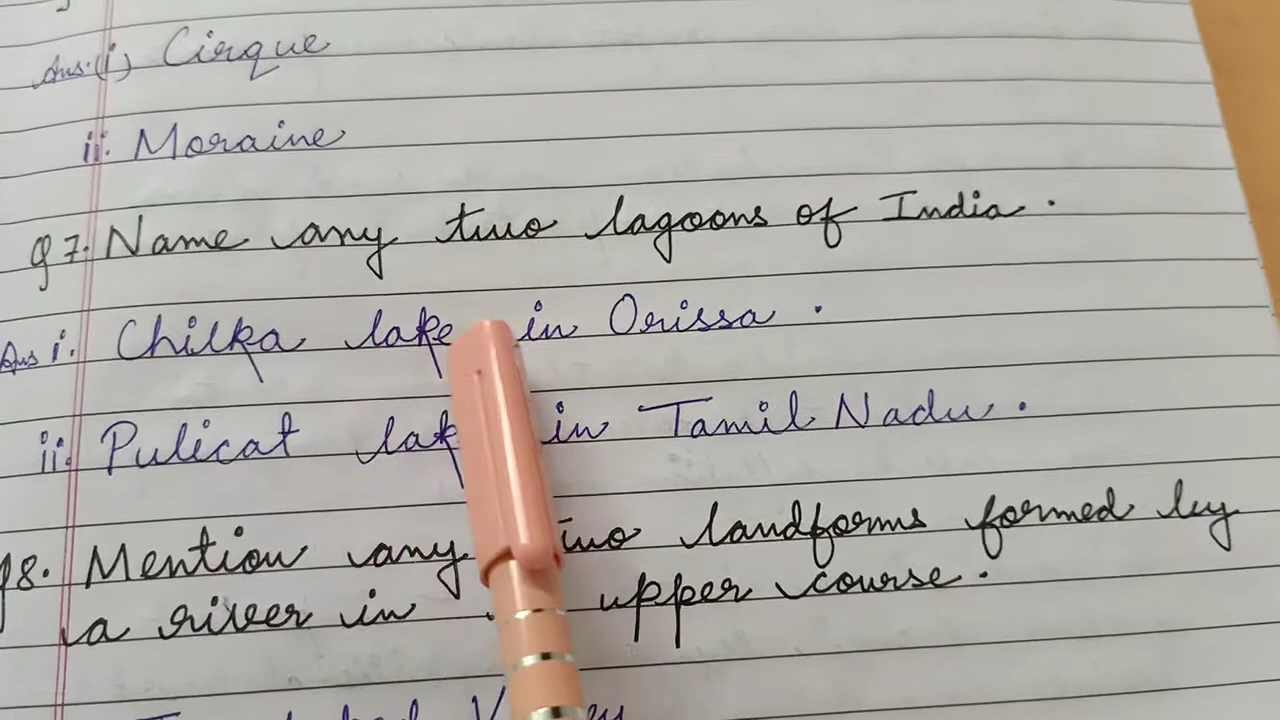 Ans.(i) Cirque
ii. Moraine
Q7. Name any two lagoons of India.
Ans i. Chilka lake in Orissa.
ii. Pulicat in Tamil Nadu.
Q8. Mention any two landforms formed by
a river in upper course.